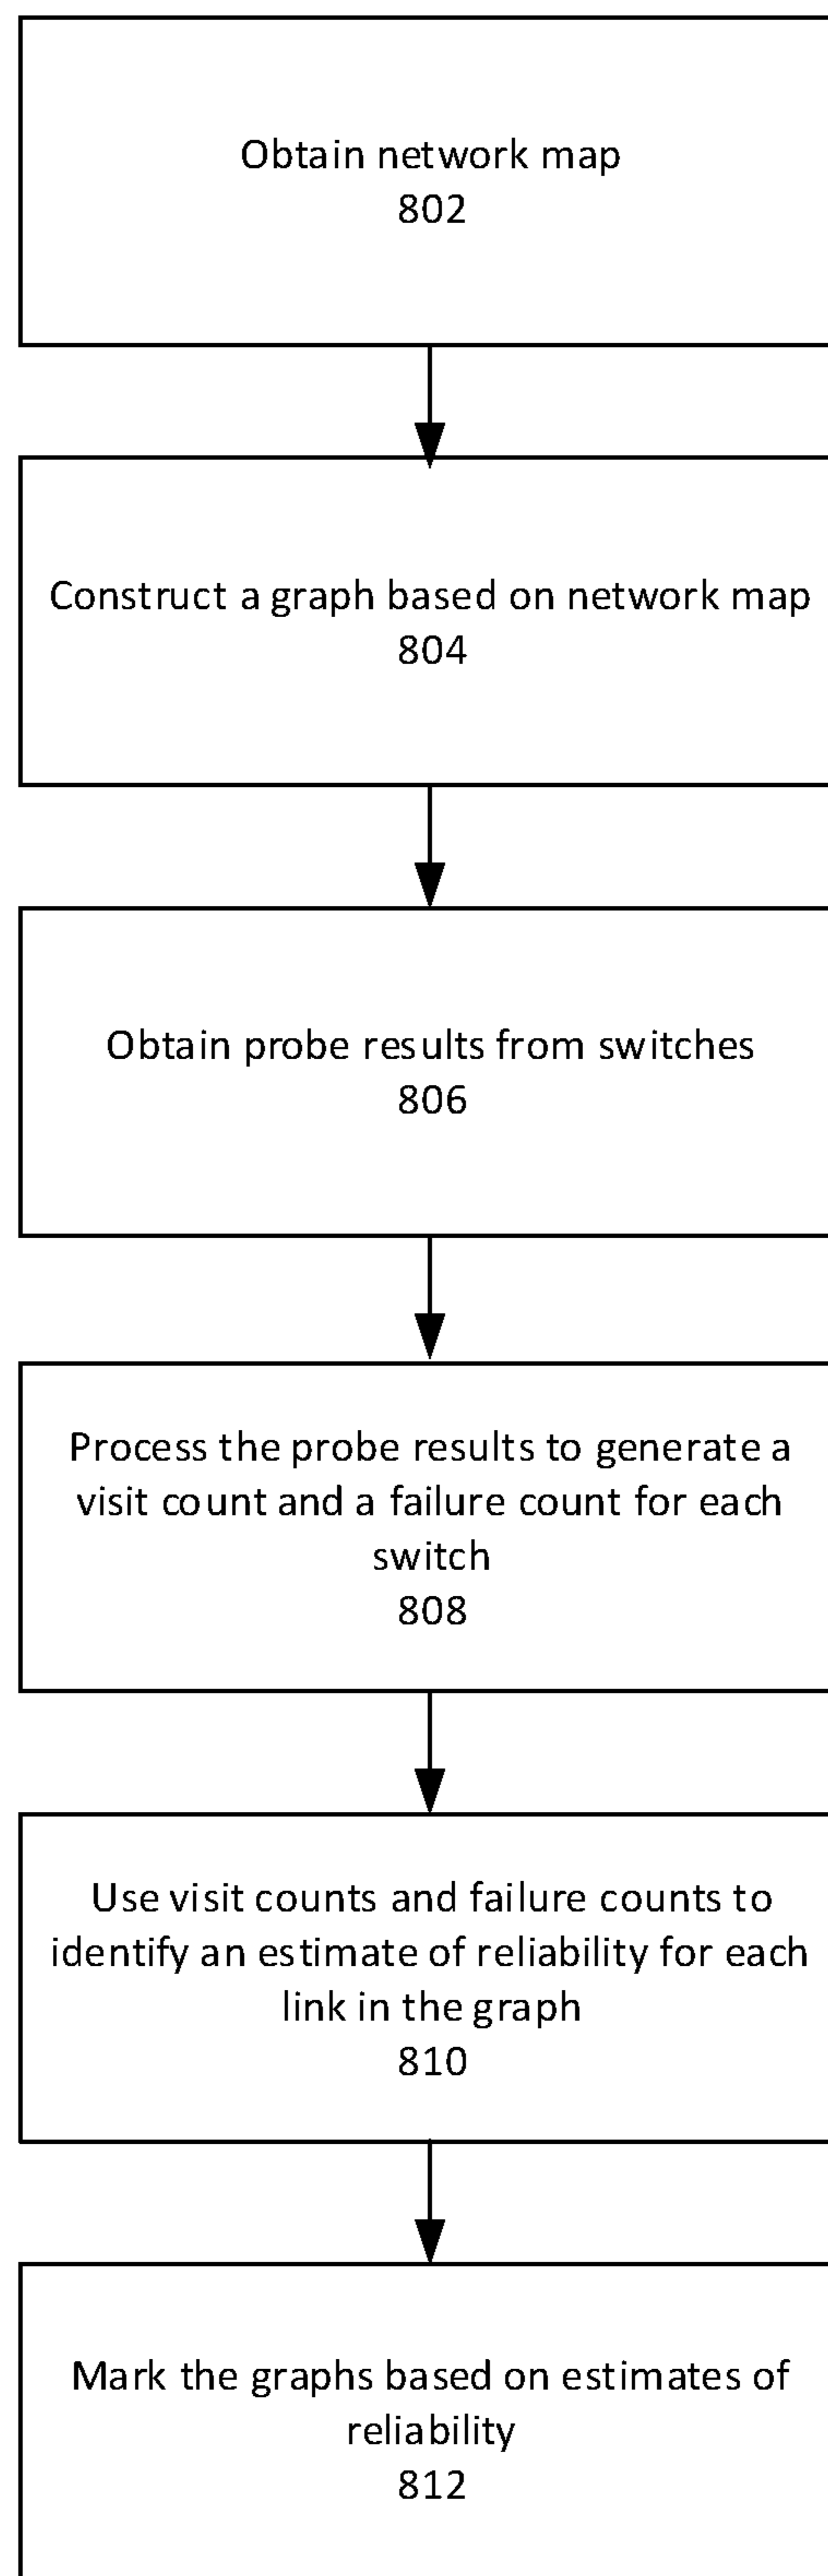 Obtain network map
802
Construct a graph based on network map
804
Obtain probe results from switches
806
Process the probe results to generate a
visit count and a failure count for each
switch
808
Use visit counts and failure counts to
identify an estimate of reliability for each
link in the graph
810
Mark the graphs based on estimates of
reliability
812